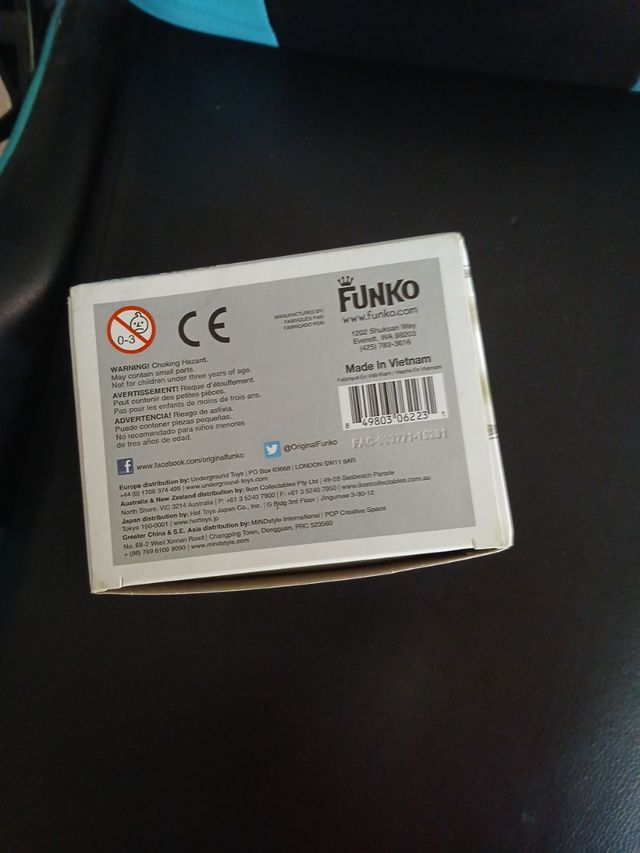 0-3
CE
MANUFACTURED BY:
FABRIQUÉS PAR:
FABRICADO POR:
FUNKO
www.funko.com
1202 Shuksan Way
Everett, WA 98203
(425) 783-3616
Made In Vietnam
Fabriqué En Viêt-Nam / Hecho En Vietnam
8 49803 06223 1
FAC-003771-15281
WARNING! Choking Hazard.
May contain small parts.
Not for children under three years of age.
AVERTISSEMENT! Risque d'étouffement.
Peut contenir des petites pièces.
Pas pour les enfants de moins de trois ans.
ADVERTENCIA! Riesgo de asfixia.
Puede contener piezas pequeñas.
No recomendado para niños menores
de tres años de edad.
www.facebook.com/originalfunko
@OriginalFunko
Europe distribution by: Underground Toys | PO Box 63668 | LONDON SW11 9AR
+44 (0) 1708 374 499 | www.underground-toys.com
Australia & New Zealand distribution by: Ikon Collectables Pty Ltd | 49-59 Seabeach Parade
North Shore, VIC 3214 Australia | P: +61 3 5240 7900 | F: +61 3 5240 7950 | www.ikoncollectables.com.au
Japan distribution by: Hot Toys Japan Co., Inc. | G Bldg 3rd Floor | Jingumae 3-30-12
Tokyo 150-0001 | www.hottoys.jp
Greater China & S.E. Asia distribution by: MINDstyle International | POP Creative Space
No. 68-2 West Xinnan Road | Changping Town, Dongguan, PRC 523560
+ (86) 769 8109 9090 | www.mindstyle.com